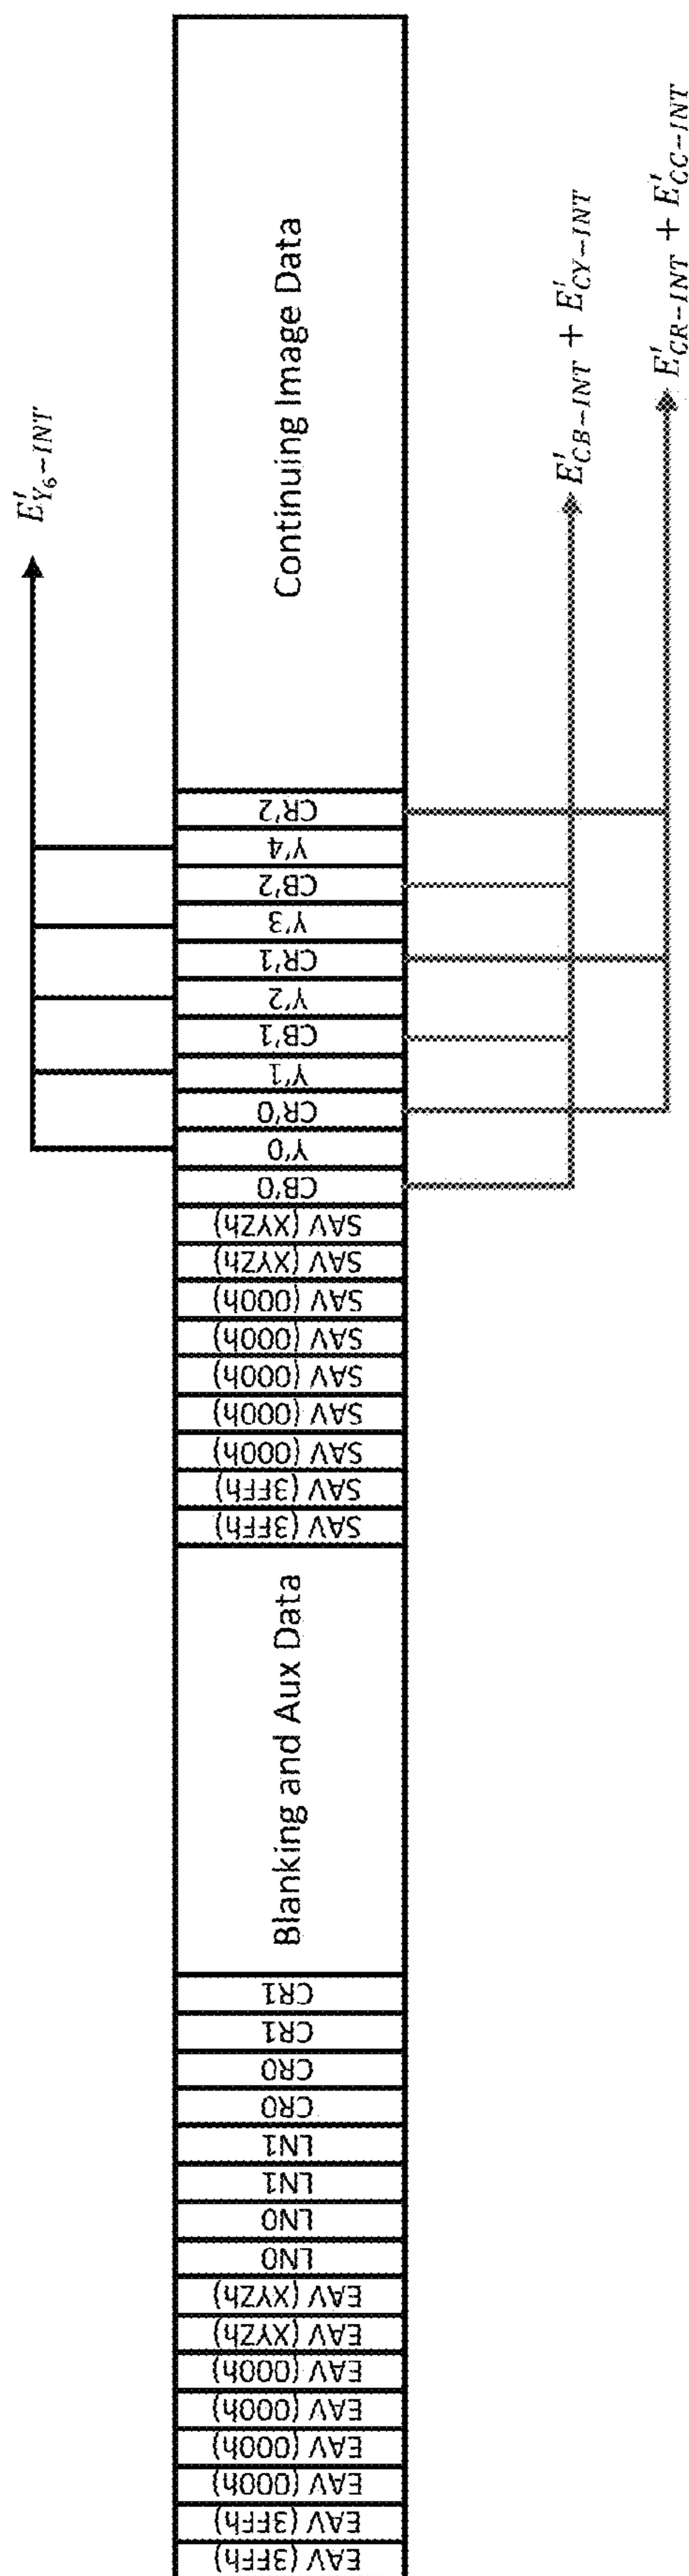 E'Y₆−INT
EAV (3FFh)
EAV (3FFh)
EAV (000h)
EAV (000h)
EAV (000h)
EAV (000h)
EAV (XYZh)
EAV (XYZh)
LN0
LN0
LN1
LN1
CR0
CR0
CR1
CR1
Blanking and Aux Data
SAV (3FFh)
SAV (3FFh)
SAV (000h)
SAV (000h)
SAV (000h)
SAV (000h)
SAV (000h)
SAV (XYZh)
SAV (XYZh)
CB'0
Y'0
CR'0
Y'1
CB'1
Y'2
CR'1
Y'3
CB'2
Y'4
CR'2
Continuing Image Data
E'CB−INT + E'CY−INT
E'CR−INT + E'CC−INT